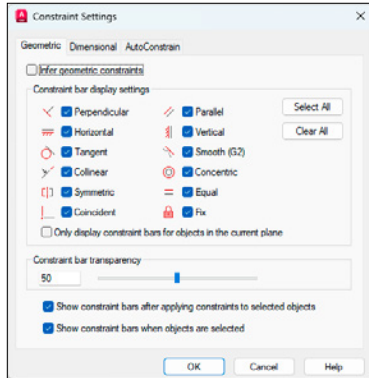 Constraint Settings
Geometric Dimensional AutoConstrain
Infer geometric constraints
Constraint bar display settings
Perpendicular Parallel Select All
Horizontal Vertical Clear All
Tangent Smooth (G2)
Collinear Concentric
Symmetric Equal
Coincident Fix
Only display constraint bars for objects in the current plane
Constraint bar transparency
50
Show constraint bars after applying constraints to selected objects
Show constraint bars when objects are selected
OK Cancel Help